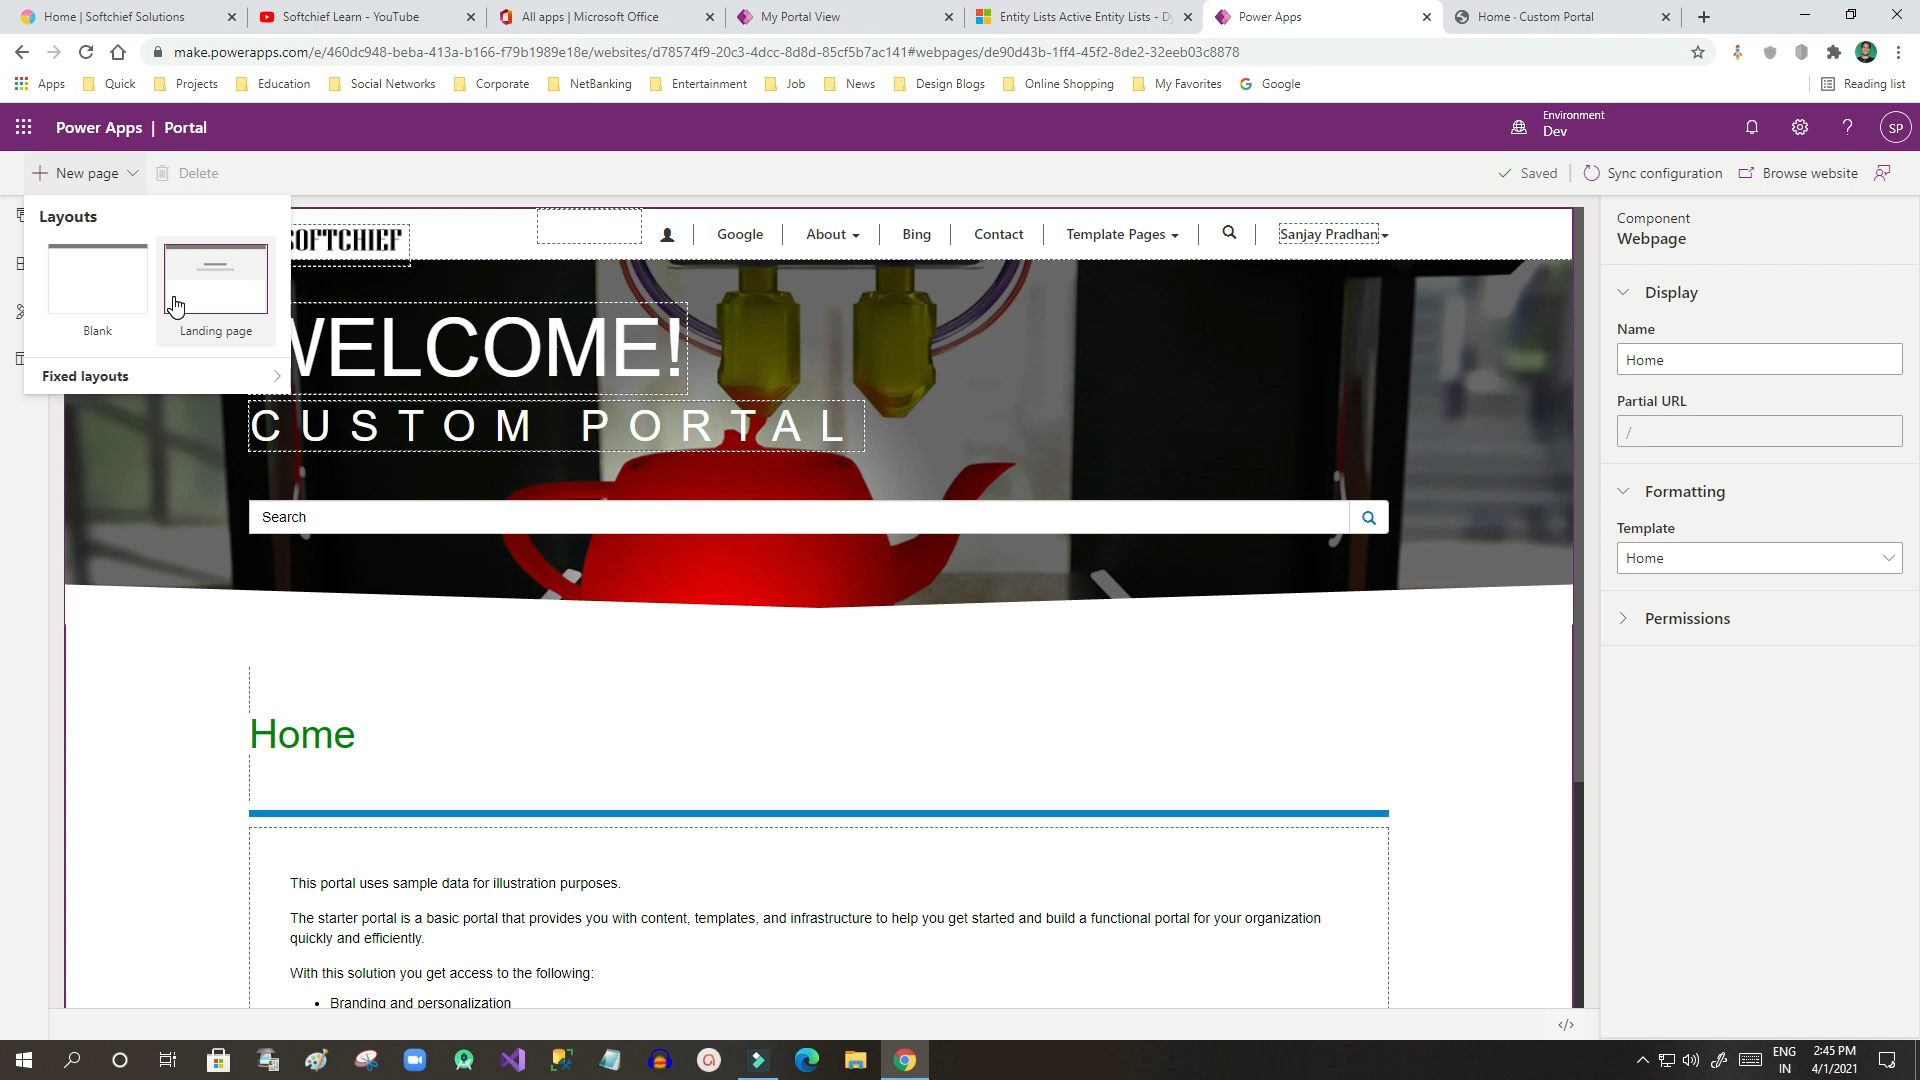 Home | Softchief Solutions
Softchief Learn - YouTube
All apps | Microsoft Office
My Portal View
Entity Lists Active Entity Lists - Dy
Power Apps
Home · Custom Portal
make.powerapps.com/e/460dc948-beba-413a-b166-f79b1989e18e/websites/d78574f9-20c3-4dcc-8d8d-85cf5b7ac141#webpages/de90d43b-1ff4-45f2-8de2-32eeb03c8878
Apps
Quick
Projects
Education
Social Networks
Corporate
NetBanking
Entertainment
Job
News
Design Blogs
Online Shopping
My Favorites
Google
Reading list
Power Apps | Portal
Environment
Dev
SP
New page
Delete
Saved
Sync configuration
Browse website
Layouts
Blank
Landing page
Fixed layouts
SOFTCHIEF
Google
About
Bing
Contact
Template Pages
Sanjay Pradhan
WELCOME!
CUSTOM PORTAL
Search
Home
This portal uses sample data for illustration purposes.
The starter portal is a basic portal that provides you with content, templates, and infrastructure to help you get started and build a functional portal for your organization
quickly and efficiently.
With this solution you get access to the following:
• Branding and personalization
Component
Webpage
Display
Name
Home
Partial URL
/
Formatting
Template
Home
Permissions
</>
ENG
IN
2:45 PM
4/1/2021